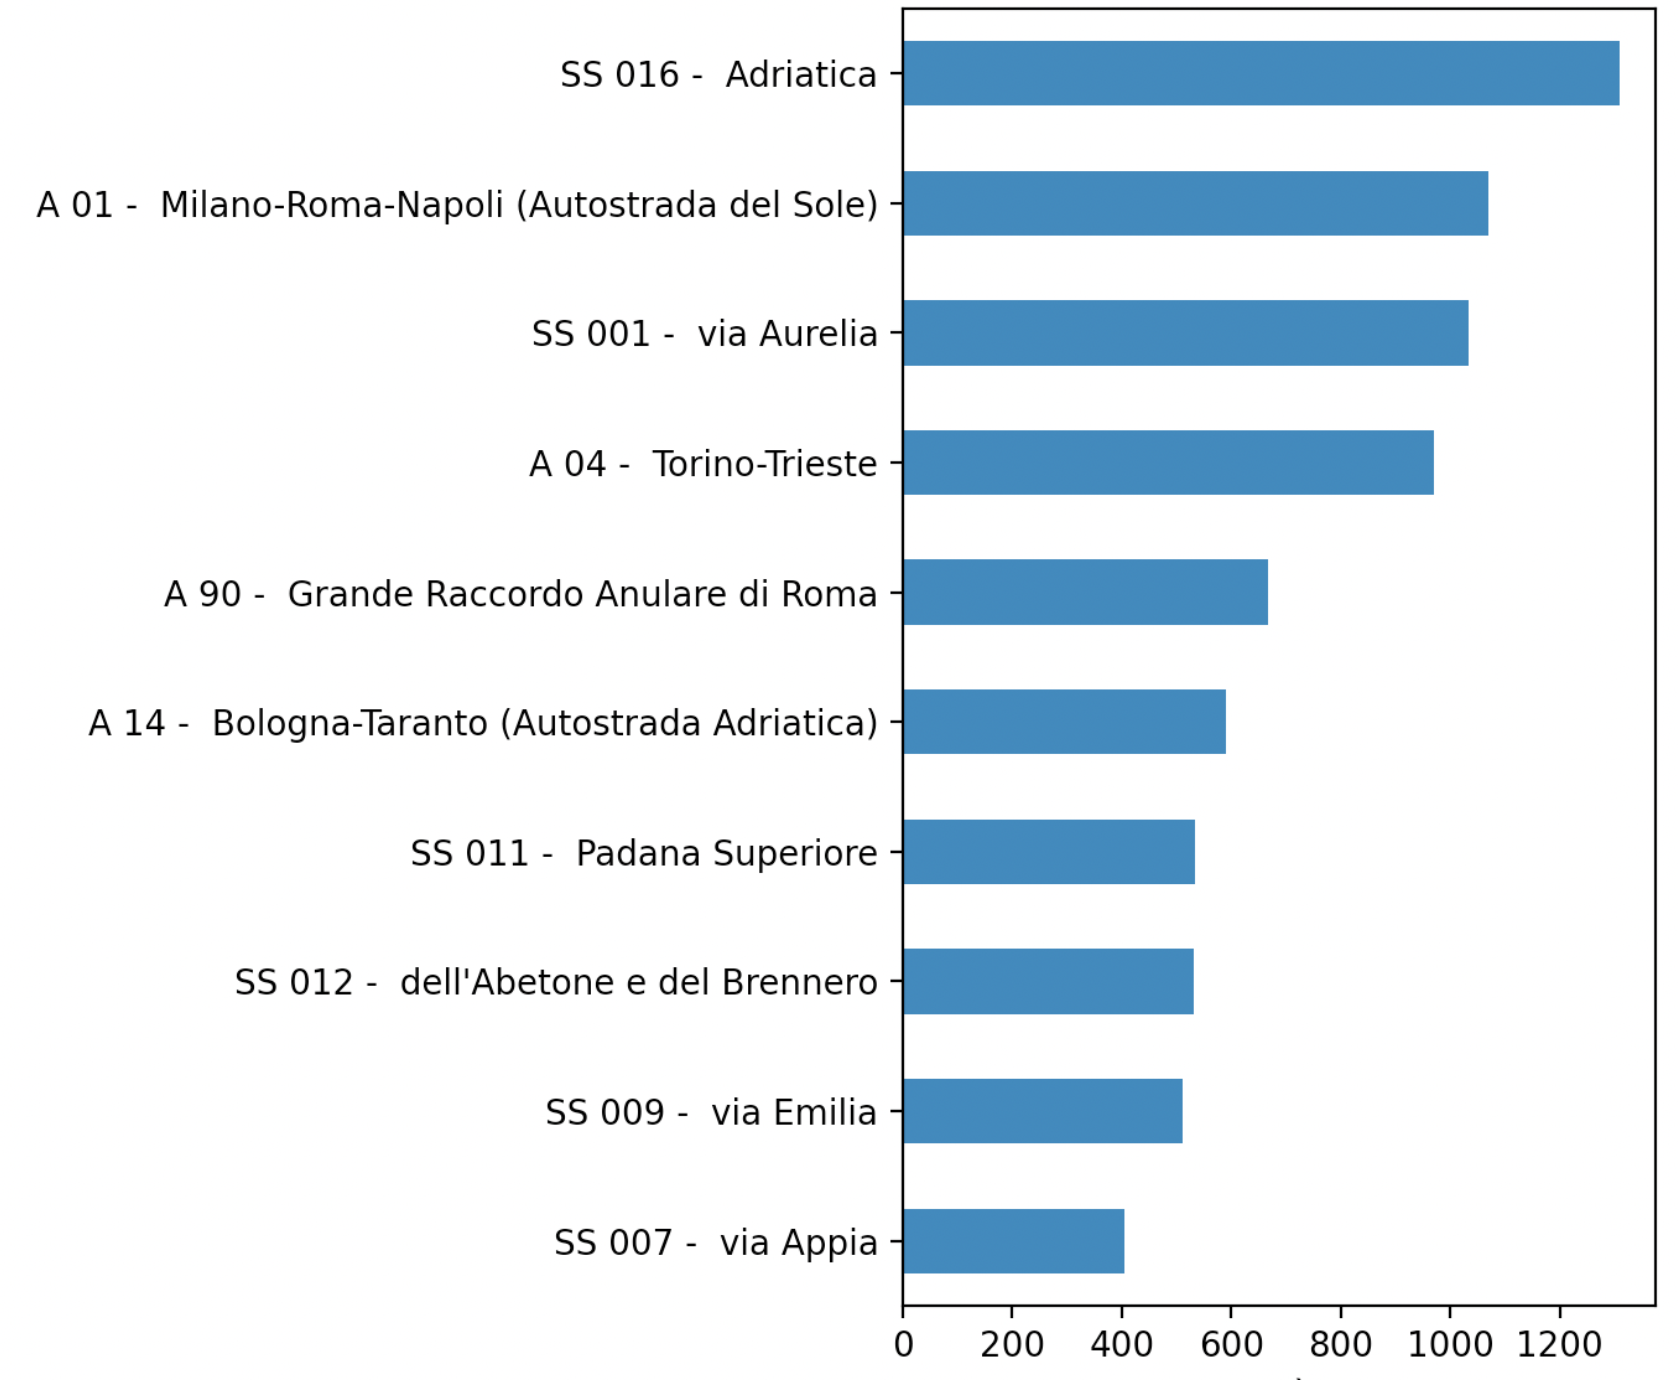 SS 016 -  Adriatica
A 01 -  Milano-Roma-Napoli (Autostrada del Sole)
SS 001 -  via Aurelia
A 04 -  Torino-Trieste
A 90 -  Grande Raccordo Anulare di Roma
A 14 -  Bologna-Taranto (Autostrada Adriatica)
SS 011 -  Padana Superiore
SS 012 -  dell'Abetone e del Brennero
SS 009 -  via Emilia
SS 007 -  via Appia
0 200 400 600 800 1000 1200